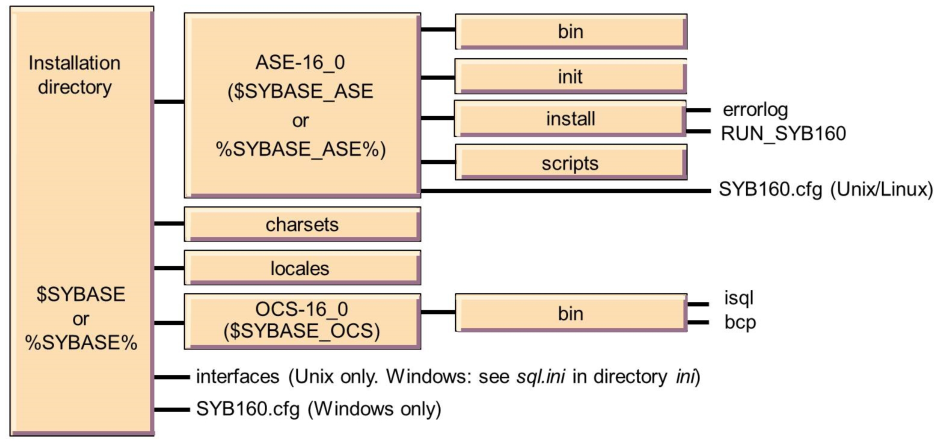 Installation
directory
$SYBASE
or
%SYBASE%
ASE-16_0
($SYBASE_ASE
or
%SYBASE_ASE%)
bin
init
install
errorlog
RUN_SYB160
scripts
SYB160.cfg (Unix/Linux)
charsets
locales
OCS-16_0
($SYBASE_OCS)
bin
isql
bcp
interfaces (Unix only. Windows: see sql.ini in directory ini)
SYB160.cfg (Windows only)